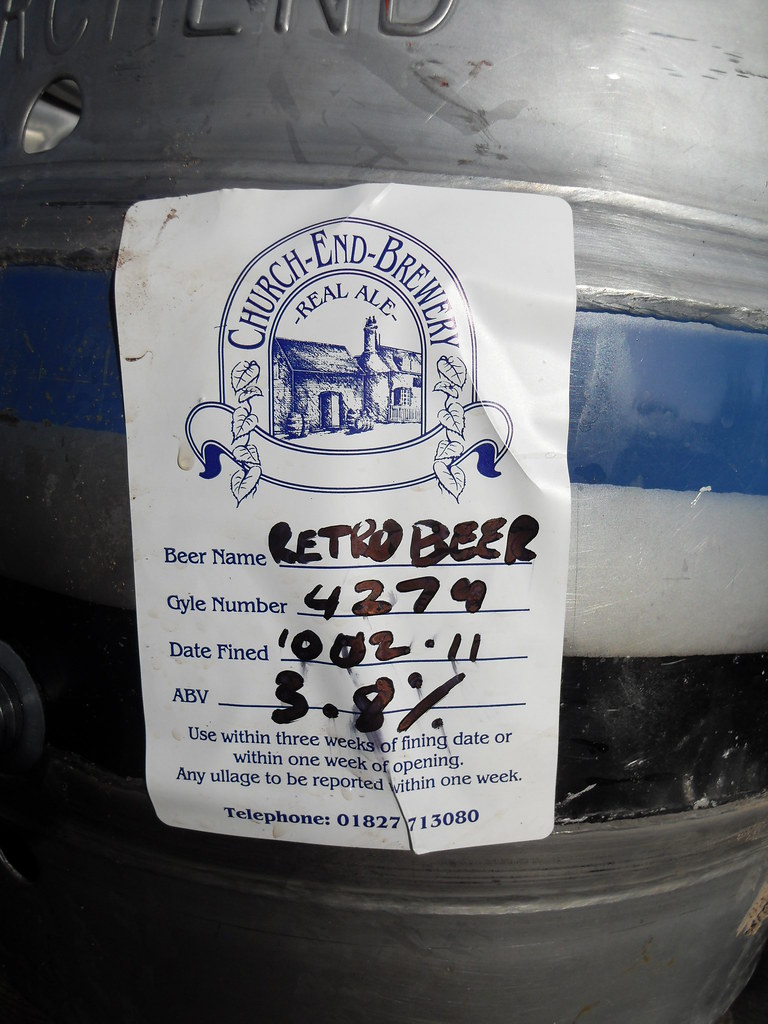 CHURCH-END-BREWERY
-REAL ALE-
Beer Name RETRO BEER
Gyle Number 4279
Date Fined
ABV 3.8%
Use within three weeks of fining date or
within one week of opening.
Any ullage to be reported within one week.
Telephone: 01827 713080